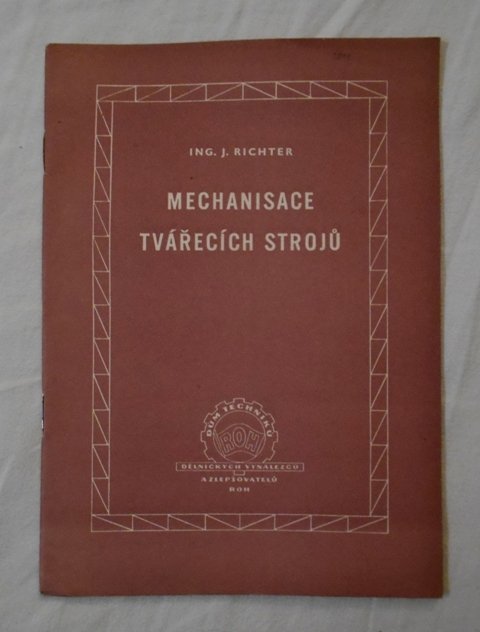 ING. J. RICHTER
MECHANISACE
TVÁŘECÍCH STROJŮ
DŮM TECHNIKŮ
ROH
DĚLNICKÝCH VYNÁLEZCŮ
A ZLEPŠOVATELŮ
ROH